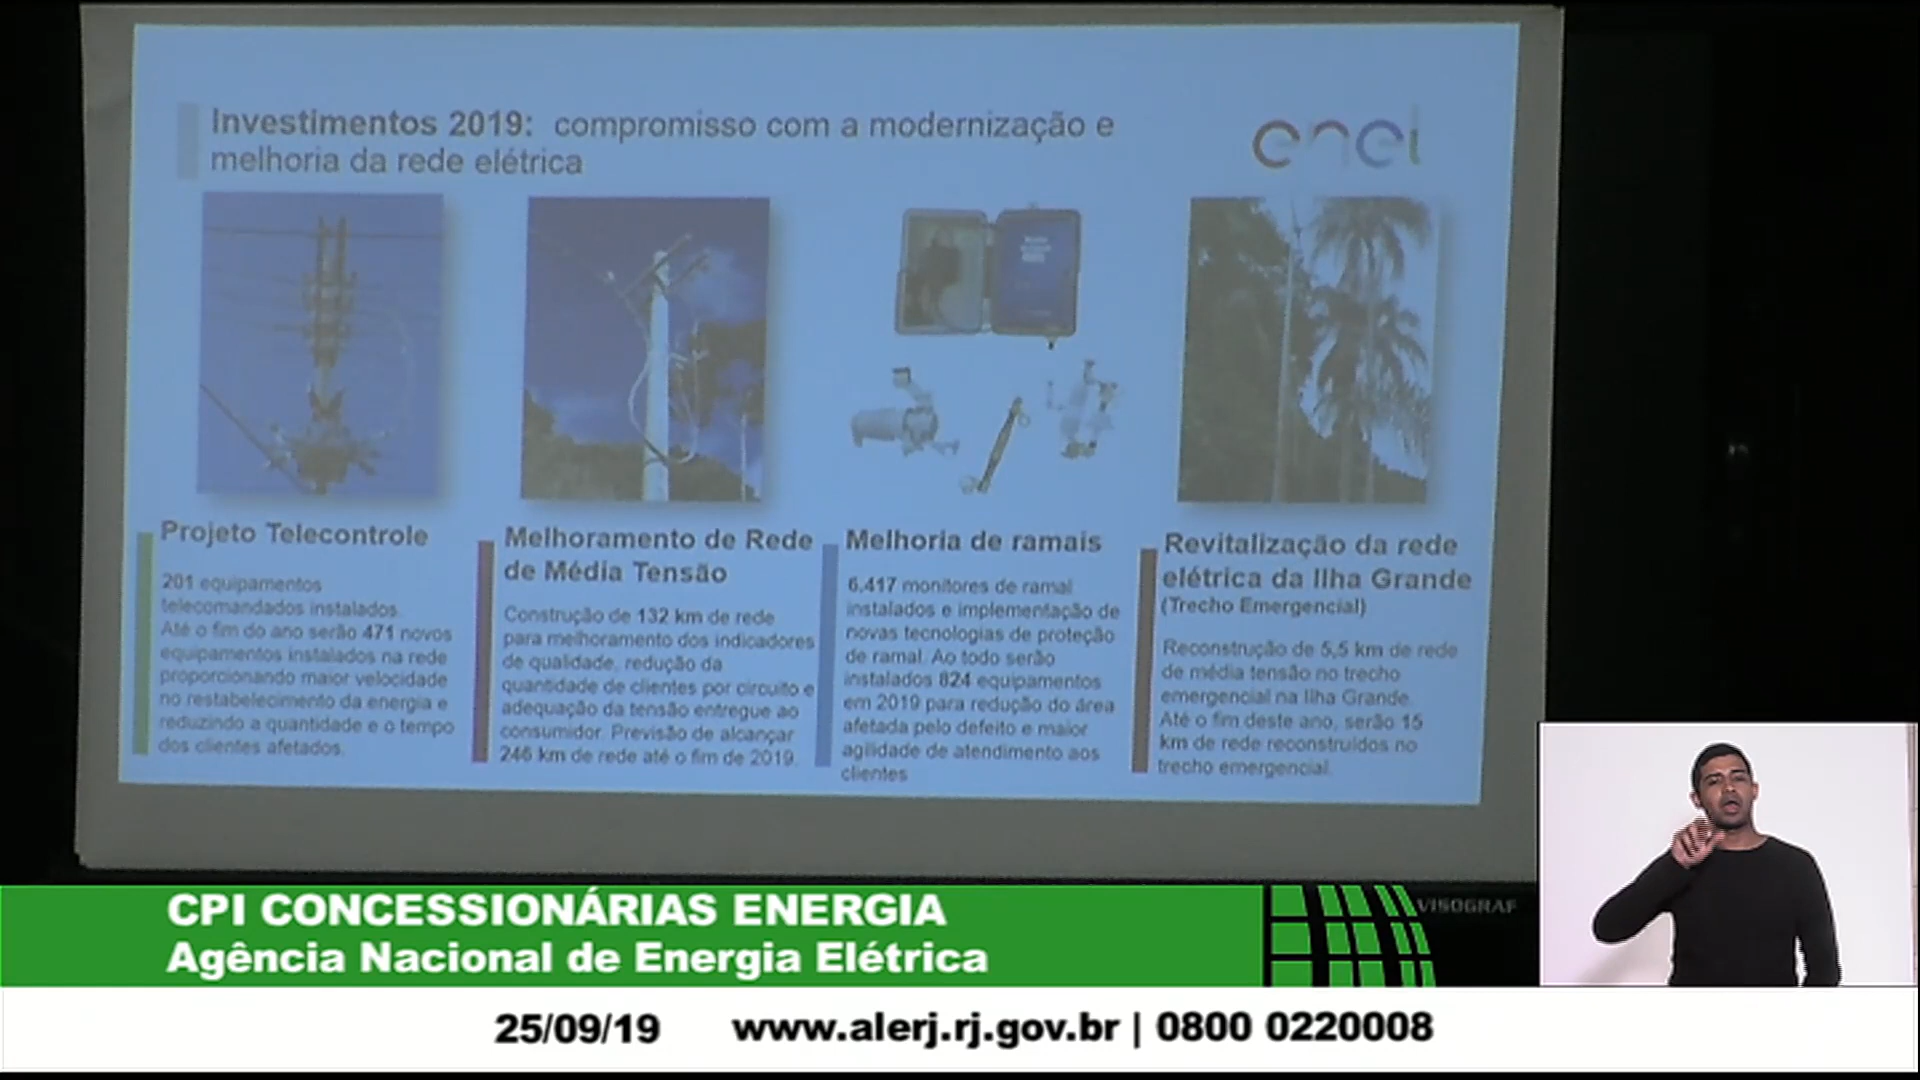 Investimentos 2019: compromisso com a modernização e
melhoria da rede elétrica
enel
Projeto Telecontrole
201 equipamentos
telecomandados instalados.
Até o fim do ano serão 471 novos
equipamentos instalados na rede
proporcionando maior velocidade
no restabelecimento da energia e
reduzindo a quantidade e o tempo
dos clientes afetados.
Melhoramento de Rede
de Média Tensão
Construção de 132 km de rede
para melhoramento dos indicadores
de qualidade, redução da
quantidade de clientes por circuito e
adequação da tensão entregue ao
consumidor. Previsão de alcançar
246 km de rede até o fim de 2019.
Melhoria de ramais
6.417 monitores de ramal
instalados e implementação de
novas tecnologias de proteção
de ramal. Ao todo serão
instalados 824 equipamentos
em 2019 para redução do área
afetada pelo defeito e maior
agilidade de atendimento aos
clientes
Revitalização da rede
elétrica da Ilha Grande
(Trecho Emergencial)
Reconstrução de 5,5 km de rede
de média tensão no trecho
emergencial na Ilha Grande.
Até o fim deste ano, serão 15
km de rede reconstruídos no
trecho emergencial.
VISOGRAF
CPI CONCESSIONÁRIAS ENERGIA
Agência Nacional de Energia Elétrica
25/09/19 www.alerj.rj.gov.br | 0800 0220008